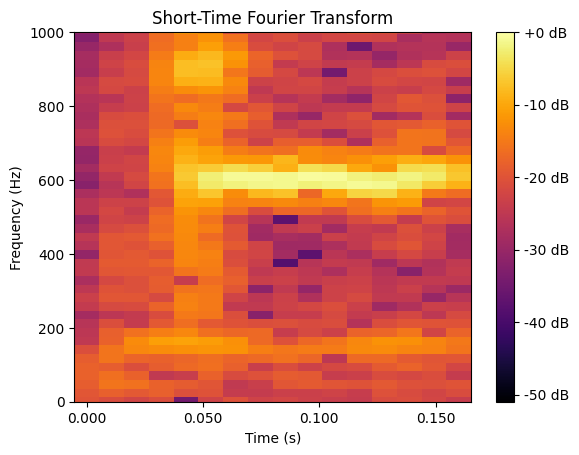 Short-Time Fourier Transform
1000
800
600
400
200
0
Frequency (Hz)
0.000
0.050
0.100
0.150
Time (s)
+0 dB
-10 dB
-20 dB
-30 dB
-40 dB
-50 dB